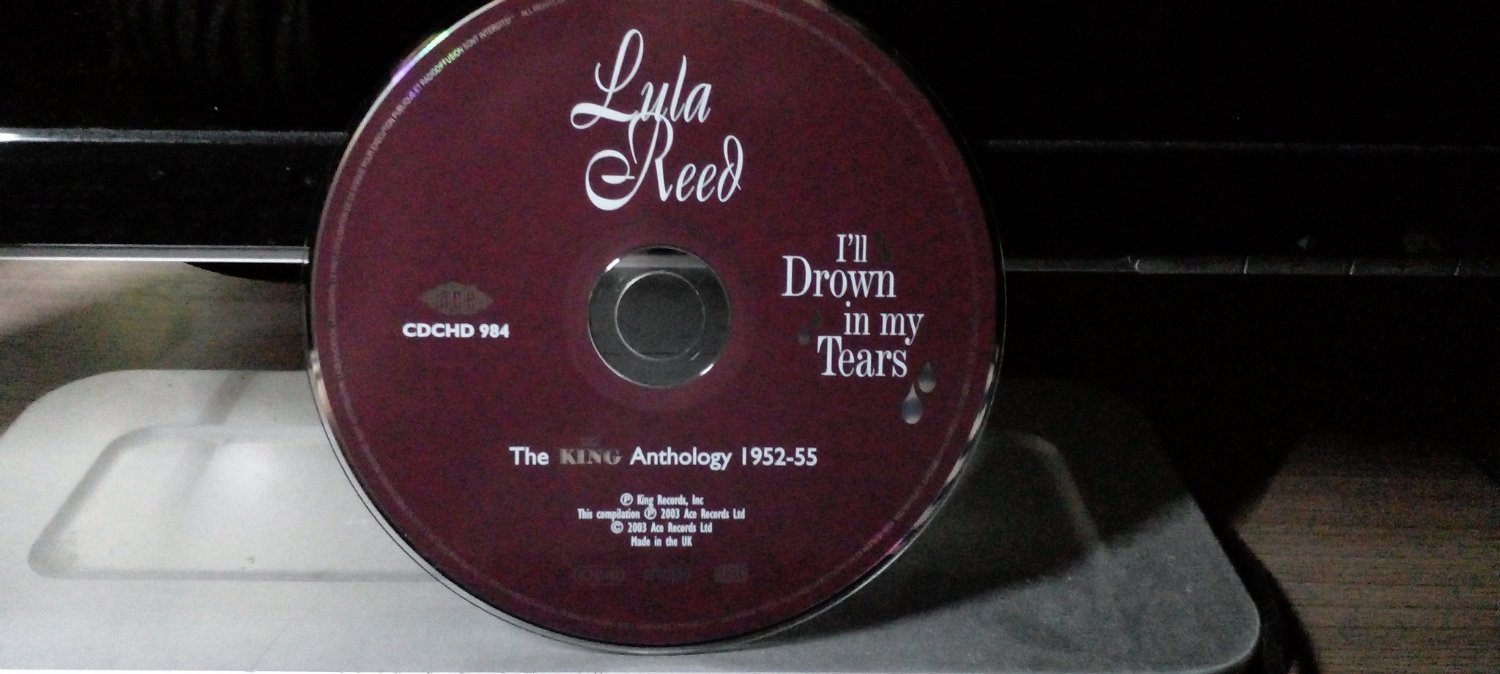 Lula
Reed
I'll
Drown
in my
Tears
ace
CDCHD 984
The KING Anthology 1952-55
Ⓟ King Records, Inc
This compilation Ⓟ 2003 Ace Records Ltd
© 2003 Ace Records Ltd
Made in the UK